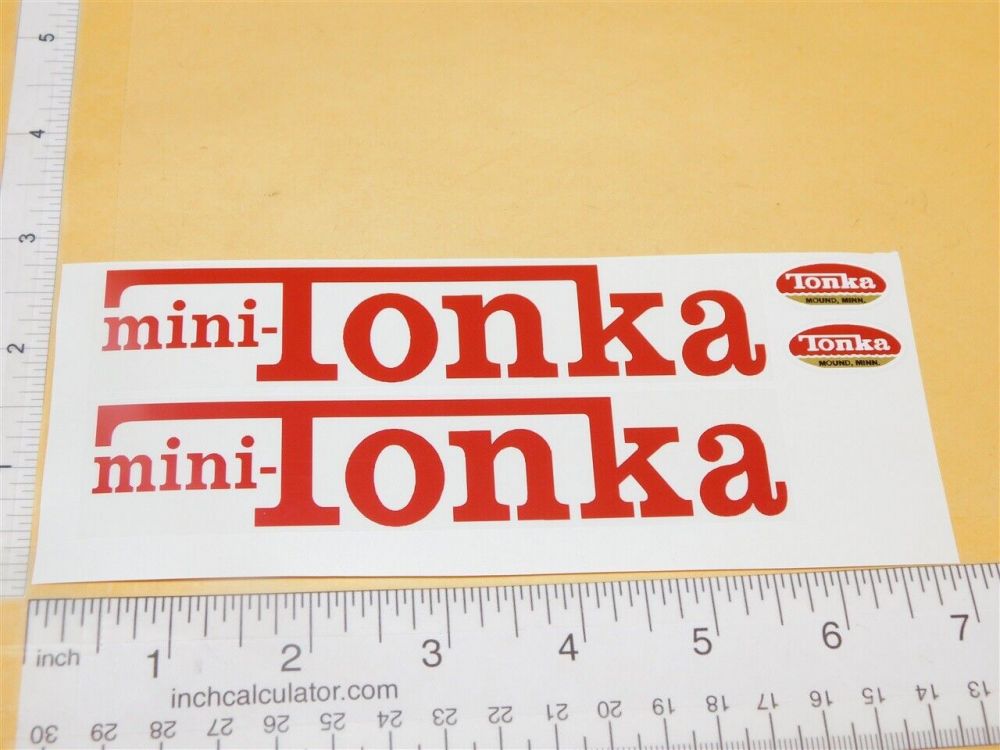 5
4
3
2
1
mini-Tonka
Tonka
MOUND, MINN.
Tonka
MOUND, MINN.
mini-Tonka
inch 1 2 3 4 5 6 7
inchcalculator.com
30 29 28 27 26 25 24 23 22 21 20 19 18 17 16 15 14 13